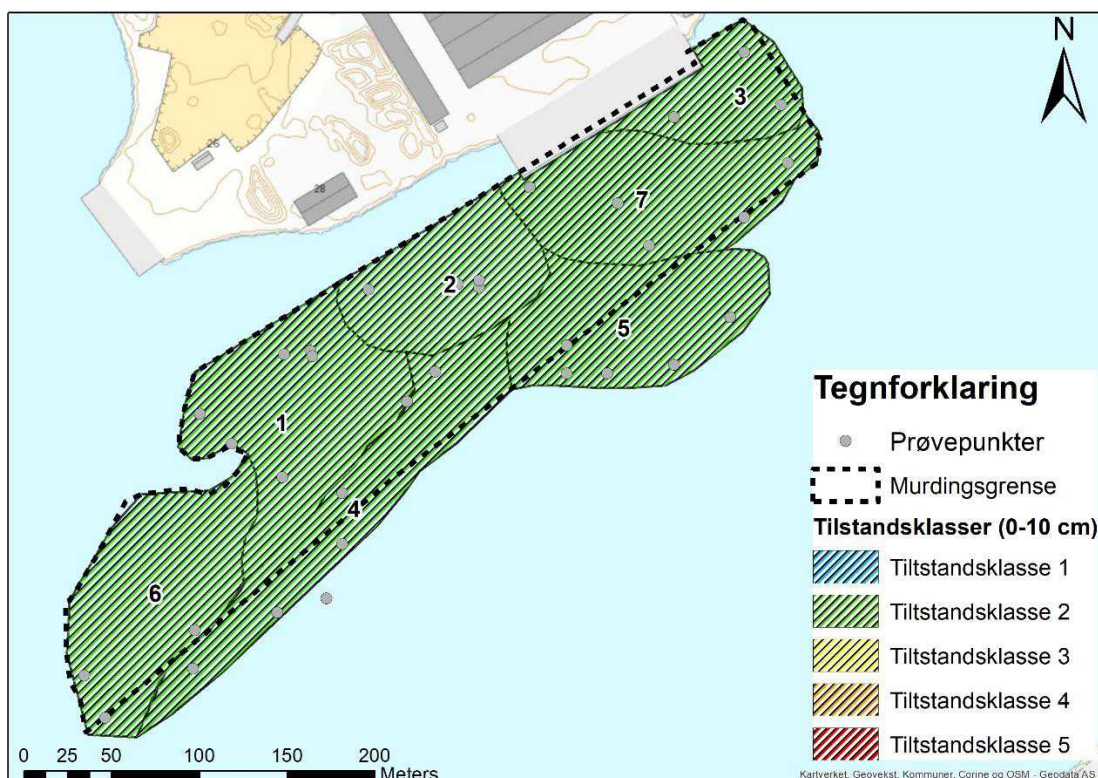 N
3
26
28
7
2
5
1
4
6
Tegnforklaring
Prøvepunkter
Murdingsgrense
Tilstandsklasser (0-10 cm)
Tiltstandsklasse 1
Tiltstandsklasse 2
Tiltstandsklasse 3
Tiltstandsklasse 4
Tiltstandsklasse 5
0 25 50 100 150 200
Meters
Kartverket, Geovekst, Kommuner, Corine og OSM - Geodata AS